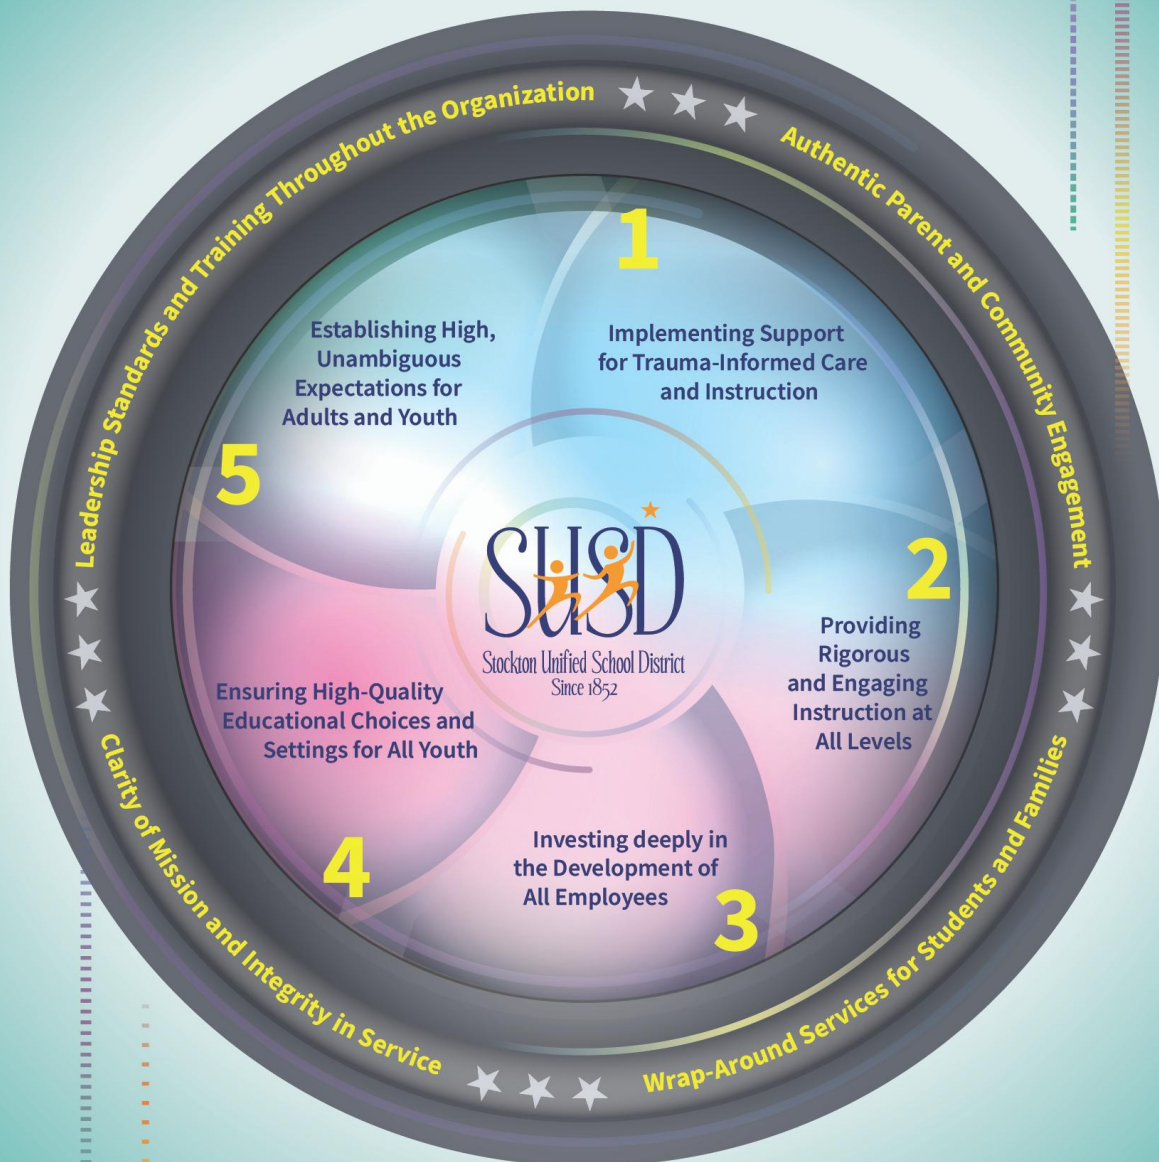 Leadership Standards and Training Throughout the Organization
Authentic Parent and Community Engagement
Wrap-Around Services for Students and Families
Clarity of Mission and Integrity in Service
1
Implementing Support
for Trauma-Informed Care
and Instruction
2
Providing
Rigorous
and Engaging
Instruction at
All Levels
3
Investing deeply in
the Development of
All Employees
4
Ensuring High-Quality
Educational Choices and
Settings for All Youth
5
Establishing High,
Unambiguous
Expectations for
Adults and Youth
SUSD
Stockton Unified School District
Since 1852